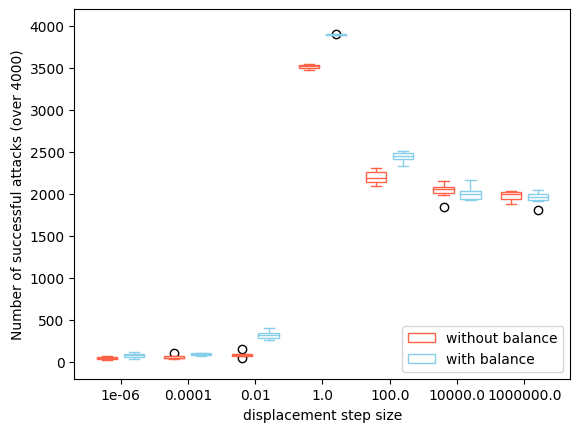 Number of successful attacks (over 4000)
4000
3500
3000
2500
2000
1500
1000
500
0
without balance
with balance
1e-06 0.0001 0.01 1.0 100.0 10000.0 1000000.0
displacement step size